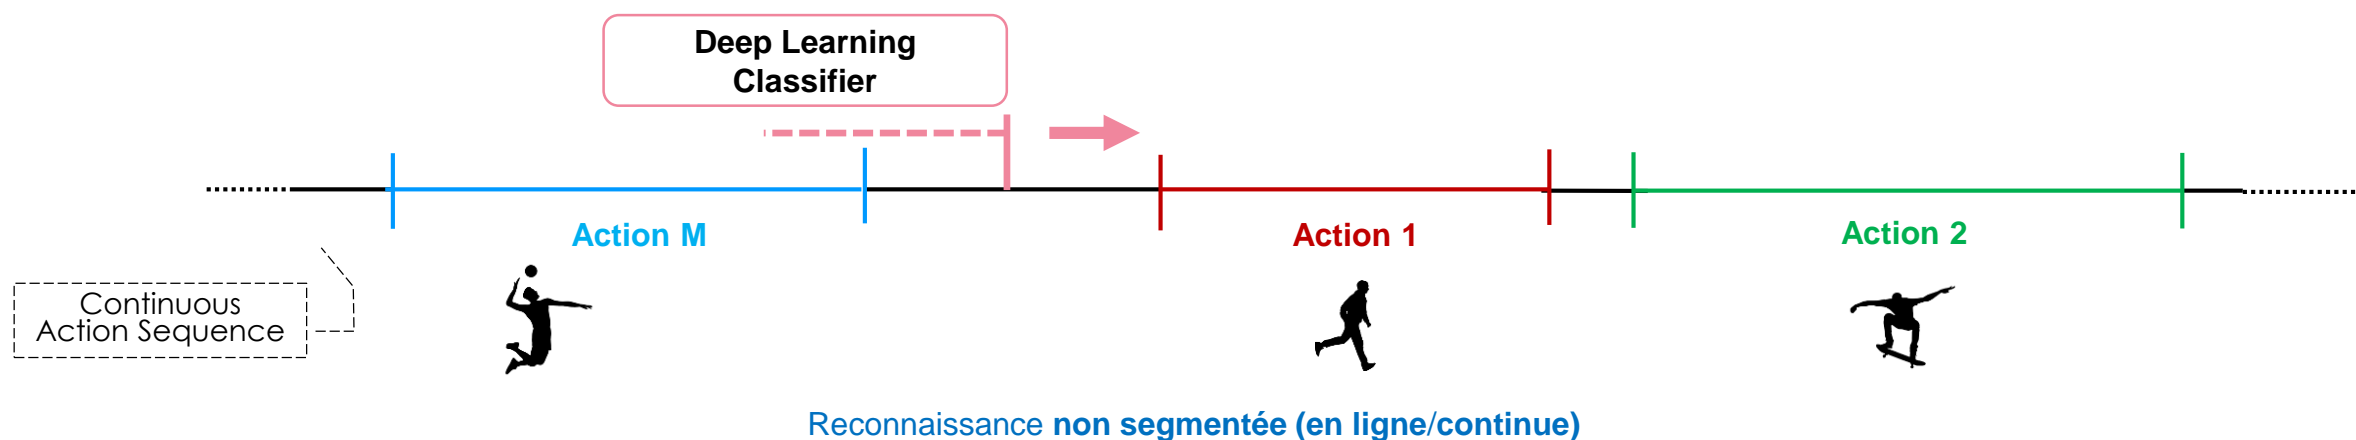 Deep Learning
Classifier
Action M
Action 1
Action 2
Continuous
Action Sequence
Reconnaissance non segmentée (en ligne/continue)